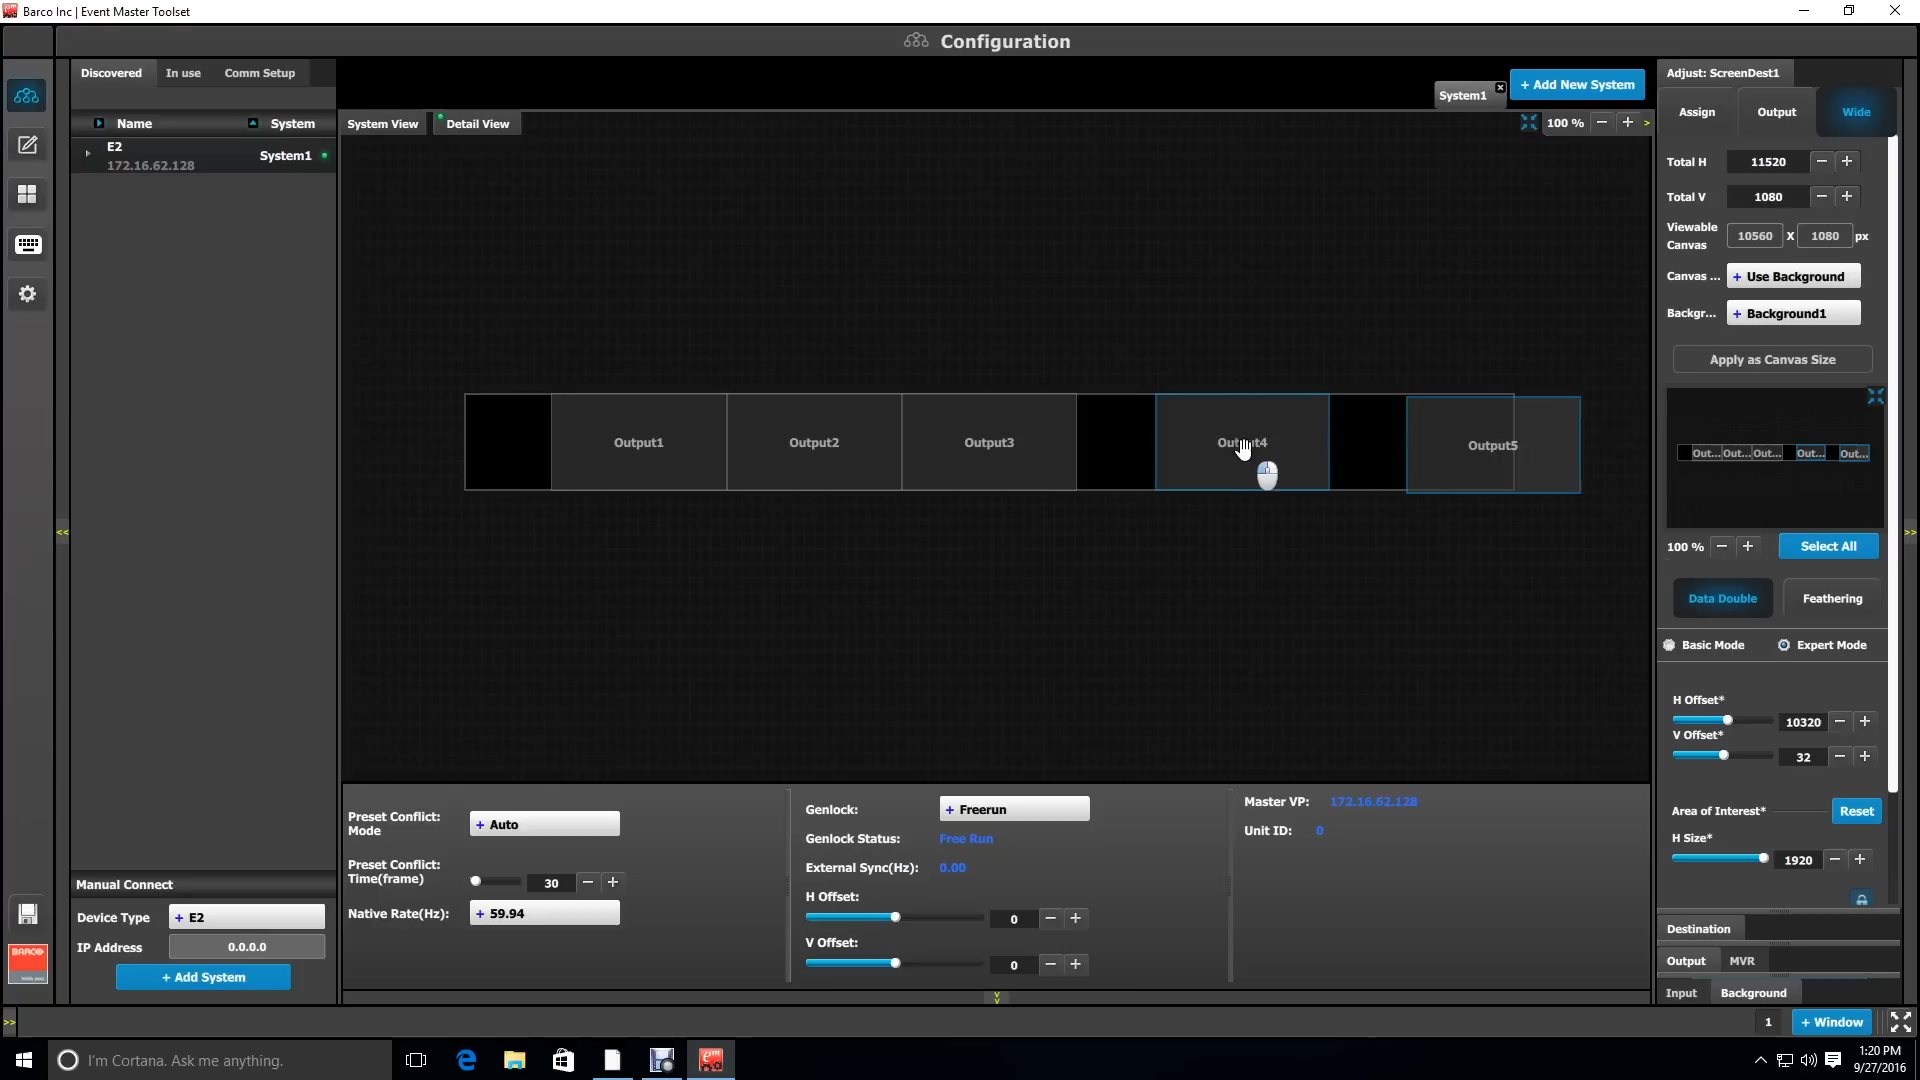 Barco Inc | Event Master Toolset
Configuration
Discovered In use Comm Setup
Name System
E2
172.16.62.128
System1
System View Detail View
System1
+ Add New System
100 %
Output1 Output2 Output3 Output4 Output5
Adjust: ScreenDest1
Assign Output Wide
Total H 11520
Total V 1080
Viewable
Canvas
10560 X 1080 px
Canvas ... + Use Background
Backgr... + Background1
Apply as Canvas Size
Out... Out... Out... Out... Out...
100 % Select All
Data Double Feathering
Basic Mode Expert Mode
H Offset*
10320
V Offset*
32
Area of Interest* Reset
H Size*
1920
Destination
Output MVR
Input Background
Preset Conflict:
Mode
+ Auto
Preset Conflict:
Time(frame)
30
Native Rate(Hz): + 59.94
Genlock: + Freerun
Genlock Status: Free Run
External Sync(Hz): 0.00
H Offset:
0
V Offset:
0
Master VP: 172.16.62.128
Unit ID: 0
Manual Connect
Device Type + E2
IP Address 0.0.0.0
+ Add System
BARCO
1 + Window
I'm Cortana. Ask me anything.
1:20 PM
9/27/2016